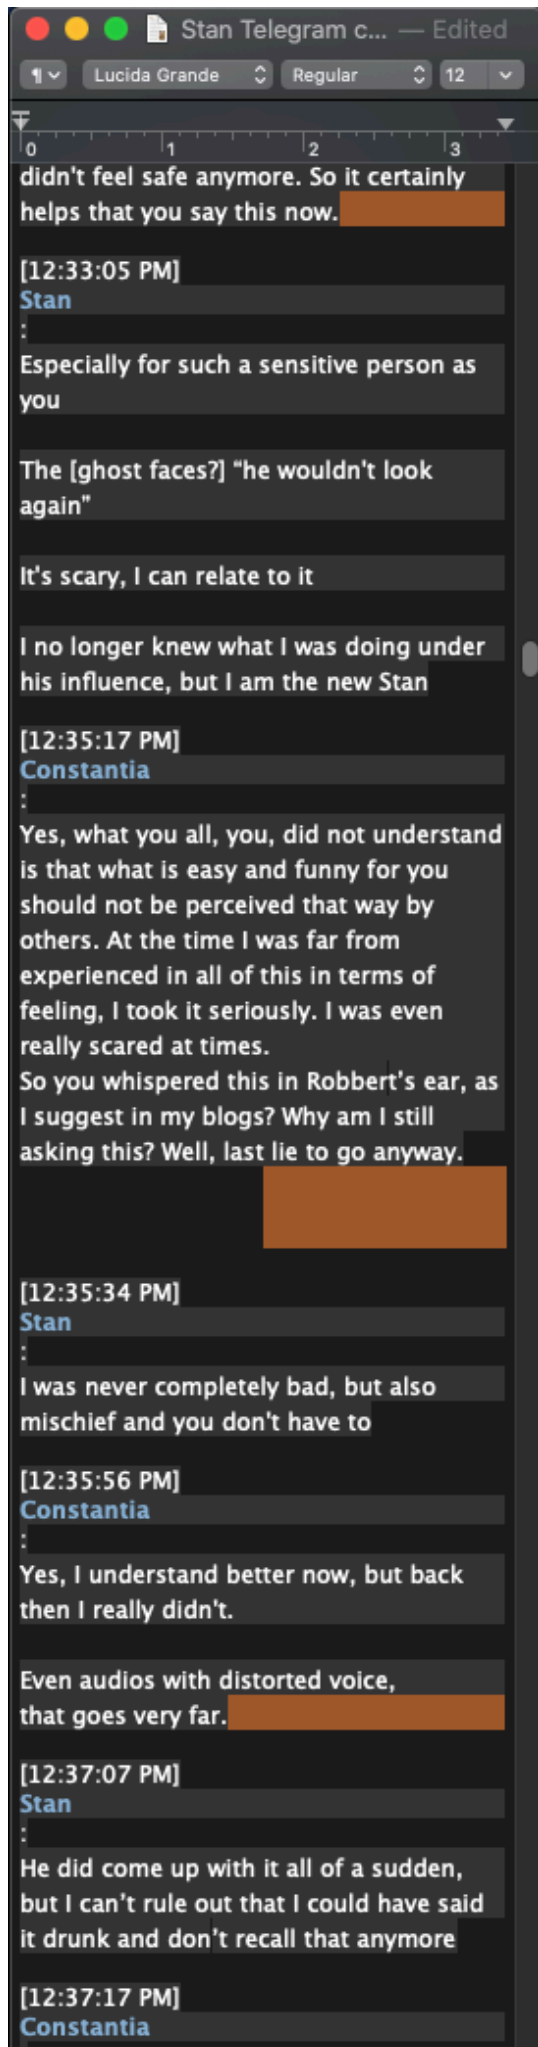 Stan Telegram c... — Edited
¶ Lucida Grande Regular 12
0 1 2 3
didn't feel safe anymore. So it certainly
helps that you say this now.
[12:33:05 PM]
Stan
:
Especially for such a sensitive person as
you
The [ghost faces?] “he wouldn't look
again”
It's scary, I can relate to it
I no longer knew what I was doing under
his influence, but I am the new Stan
[12:35:17 PM]
Constantia
:
Yes, what you all, you, did not understand
is that what is easy and funny for you
should not be perceived that way by
others. At the time I was far from
experienced in all of this in terms of
feeling, I took it seriously. I was even
really scared at times.
So you whispered this in Robbert’s ear, as
I suggest in my blogs? Why am I still
asking this? Well, last lie to go anyway.
[12:35:34 PM]
Stan
:
I was never completely bad, but also
mischief and you don't have to
[12:35:56 PM]
Constantia
:
Yes, I understand better now, but back
then I really didn't.
Even audios with distorted voice,
that goes very far.
[12:37:07 PM]
Stan
:
He did come up with it all of a sudden,
but I can’t rule out that I could have said
it drunk and don’t recall that anymore
[12:37:17 PM]
Constantia